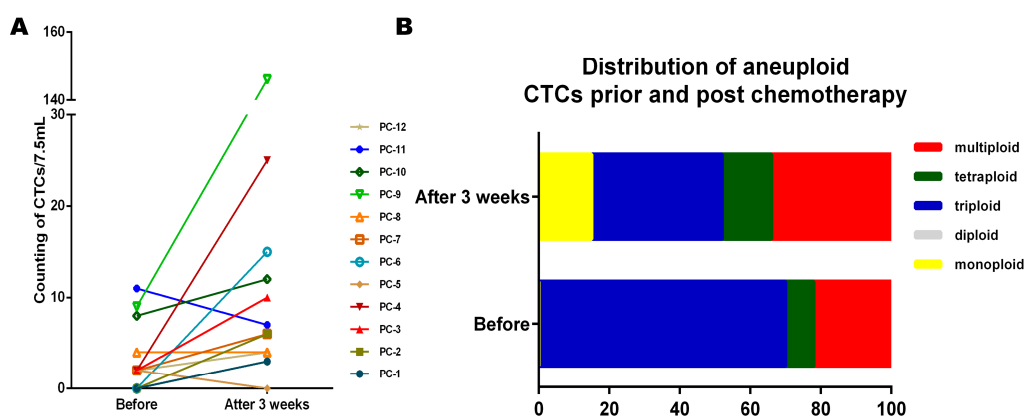 A
160
140
30
20
10
0
Counting of CTCs/7.5mL
Before
After 3 weeks
PC-12
PC-11
PC-10
PC-9
PC-8
PC-7
PC-6
PC-5
PC-4
PC-3
PC-2
PC-1
B
Distribution of aneuploid
CTCs prior and post chemotherapy
After 3 weeks
Before
0
20
40
60
80
100
multiploid
tetraploid
triploid
diploid
monoploid